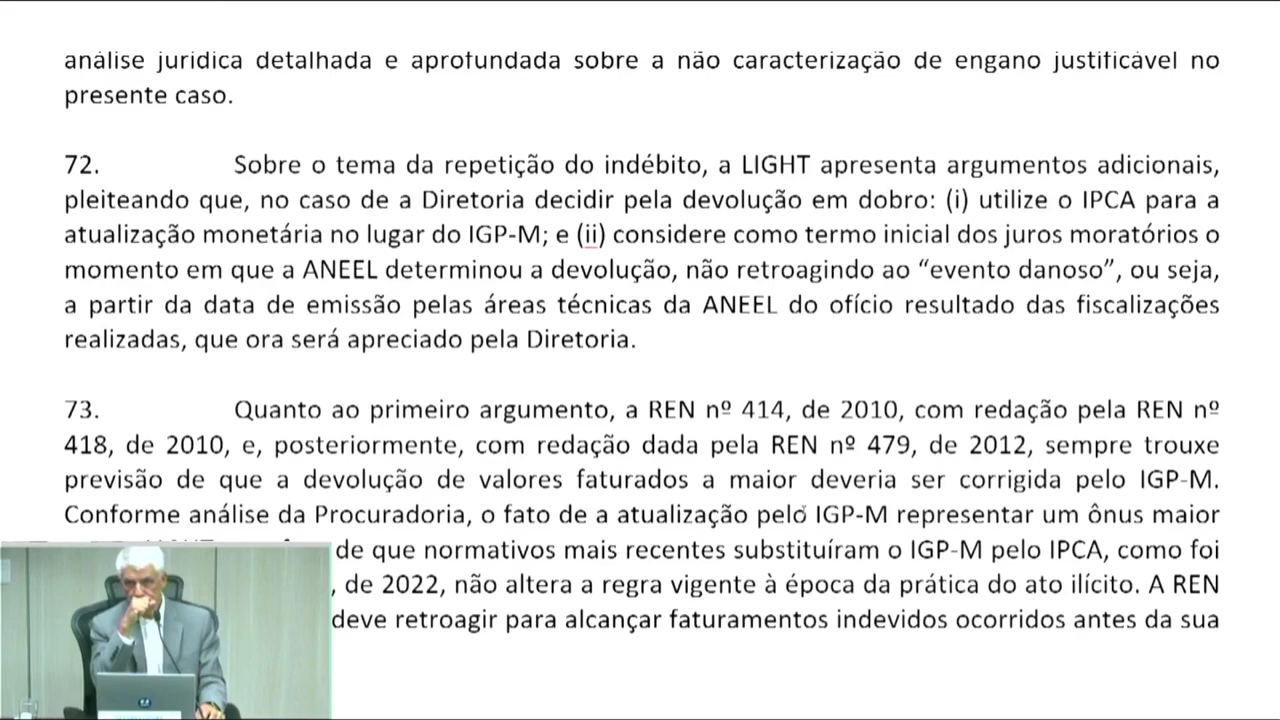 análise jurídica detalhada e aprofundada sobre a não caracterização de engano justificável no
presente caso.
72. Sobre o tema da repetição do indébito, a LIGHT apresenta argumentos adicionais,
pleiteando que, no caso de a Diretoria decidir pela devolução em dobro: (i) utilize o IPCA para a
atualização monetária no lugar do IGP-M; e (ii) considere como termo inicial dos juros moratórios o
momento em que a ANEEL determinou a devolução, não retroagindo ao “evento danoso”, ou seja,
a partir da data de emissão pelas áreas técnicas da ANEEL do ofício resultado das fiscalizações
realizadas, que ora será apreciado pela Diretoria.
73. Quanto ao primeiro argumento, a REN nº 414, de 2010, com redação pela REN nº
418, de 2010, e, posteriormente, com redação dada pela REN nº 479, de 2012, sempre trouxe
previsão de que a devolução de valores faturados a maior deveria ser corrigida pelo IGP-M.
Conforme análise da Procuradoria, o fato de a atualização pelo IGP-M representar um ônus maior
de que normativos mais recentes substituíram o IGP-M pelo IPCA, como foi
, de 2022, não altera a regra vigente à época da prática do ato ilícito. A REN
deve retroagir para alcançar faturamentos indevidos ocorridos antes da sua